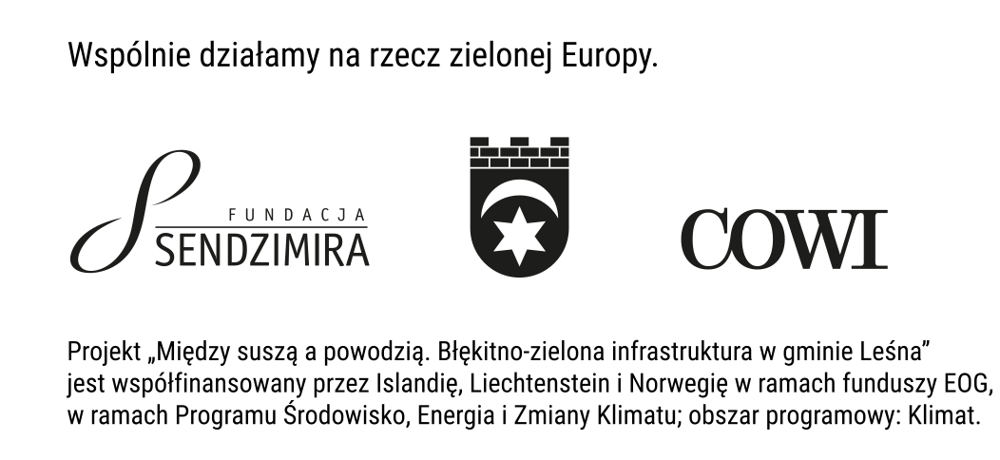 Wspólnie działamy na rzecz zielonej Europy.
FUNDACJA
SENDZIMIRA
COWI
Projekt „Między suszą a powodzią. Błękitno-zielona infrastruktura w gminie Leśna”
jest współfinansowany przez Islandię, Liechtenstein i Norwegię w ramach funduszy EOG,
w ramach Programu Środowisko, Energia i Zmiany Klimatu; obszar programowy: Klimat.